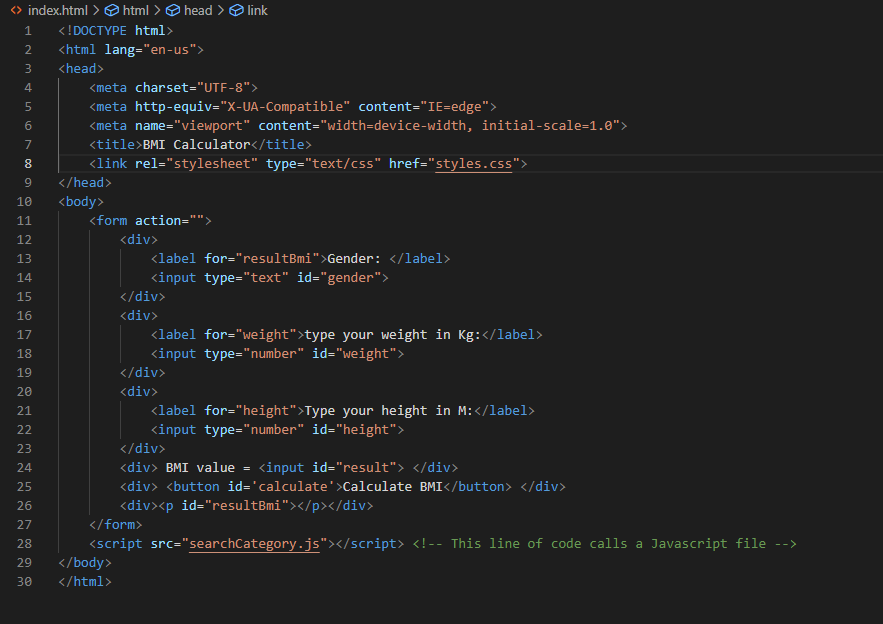 index.html > html > head > link
1 <!DOCTYPE html>
2 <html lang="en-us">
3 <head>
4     <meta charset="UTF-8">
5     <meta http-equiv="X-UA-Compatible" content="IE=edge">
6     <meta name="viewport" content="width=device-width, initial-scale=1.0">
7     <title>BMI Calculator</title>
8     <link rel="stylesheet" type="text/css" href="styles.css">
9 </head>
10 <body>
11     <form action="">
12         <div>
13             <label for="resultBmi">Gender: </label>
14             <input type="text" id="gender">
15         </div>
16         <div>
17             <label for="weight">type your weight in Kg:</label>
18             <input type="number" id="weight">
19         </div>
20         <div>
21             <label for="height">Type your height in M:</label>
22             <input type="number" id="height">
23         </div>
24         <div> BMI value = <input id="result"> </div>
25         <div> <button id='calculate'>Calculate BMI</button> </div>
26         <div><p id="resultBmi"></p></div>
27     </form>
28     <script src="searchCategory.js"></script> <!-- This line of code calls a Javascript file -->
29 </body>
30 </html>